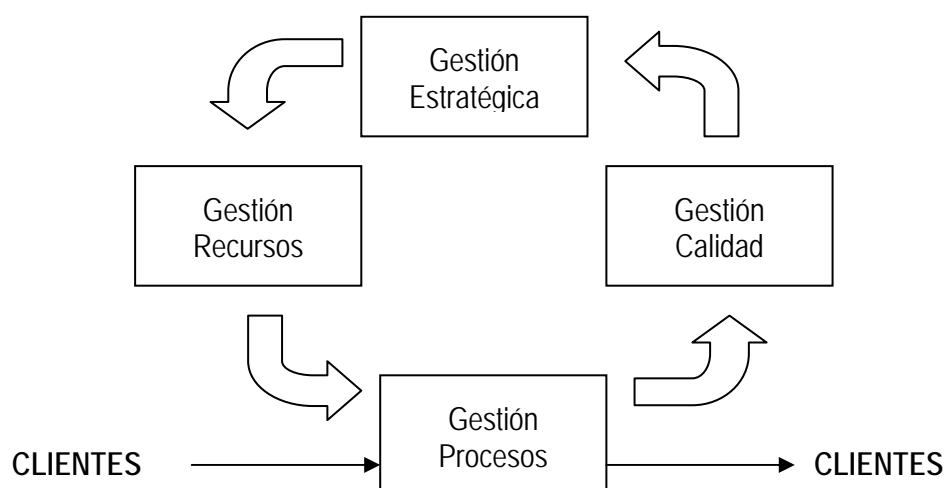 Gestión
Estratégica
Gestión
Recursos
Gestión
Calidad
Gestión
Procesos
CLIENTES
CLIENTES